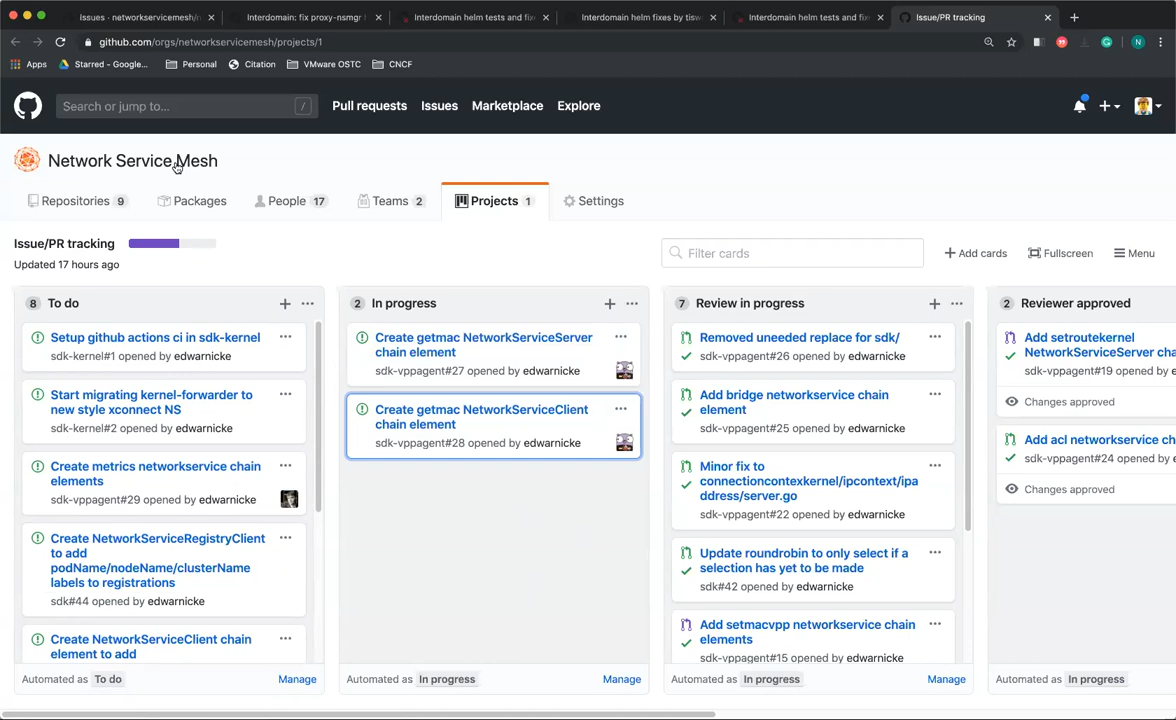 Issues · networkservicemesh/n
Interdomain: fix proxy-nsmgr
Interdomain helm tests and fix
Interdomain helm fixes by tisw
Interdomain helm tests and fix
Issue/PR tracking
github.com/orgs/networkservicemesh/projects/1
Apps
Starred - Google...
Personal
Citation
VMware OSTC
CNCF
N
Search or jump to...
/
Pull requests
Issues
Marketplace
Explore
Network Service Mesh
Repositories 9
Packages
People 17
Teams 2
Projects 1
Settings
Issue/PR tracking
Updated 17 hours ago
Filter cards
Add cards
Fullscreen
Menu
8 To do
Setup github actions ci in sdk-kernel
sdk-kernel#1 opened by edwarnicke
Start migrating kernel-forwarder to
new style xconnect NS
sdk-kernel#2 opened by edwarnicke
Create metrics networkservice chain
elements
sdk-vppagent#29 opened by edwarnicke
Create NetworkServiceRegistryClient
to add
podName/nodeName/clusterName
labels to registrations
sdk#44 opened by edwarnicke
Create NetworkServiceClient chain
element to add
Automated as To do
Manage
2 In progress
Create getmac NetworkServiceServer
chain element
sdk-vppagent#27 opened by edwarnicke
Create getmac NetworkServiceClient
chain element
sdk-vppagent#28 opened by edwarnicke
Automated as In progress
Manage
7 Review in progress
Removed uneeded replace for sdk/
sdk-vppagent#26 opened by edwarnicke
Add bridge networkservice chain
element
sdk-vppagent#25 opened by edwarnicke
Minor fix to
connectioncontexkernel/ipcontext/ipa
ddress/server.go
sdk-vppagent#22 opened by edwarnicke
Update roundrobin to only select if a
selection has yet to be made
sdk#42 opened by edwarnicke
Add setmacvpp networkservice chain
elements
sdk-vppagent#15 opened by edwarnicke
Automated as In progress
Manage
2 Reviewer approved
Add setroutekernel
NetworkServiceServer cha
sdk-vppagent#19 opened by e
Changes approved
Add acl networkservice ch
sdk-vppagent#24 opened by e
Changes approved
Automated as In progress